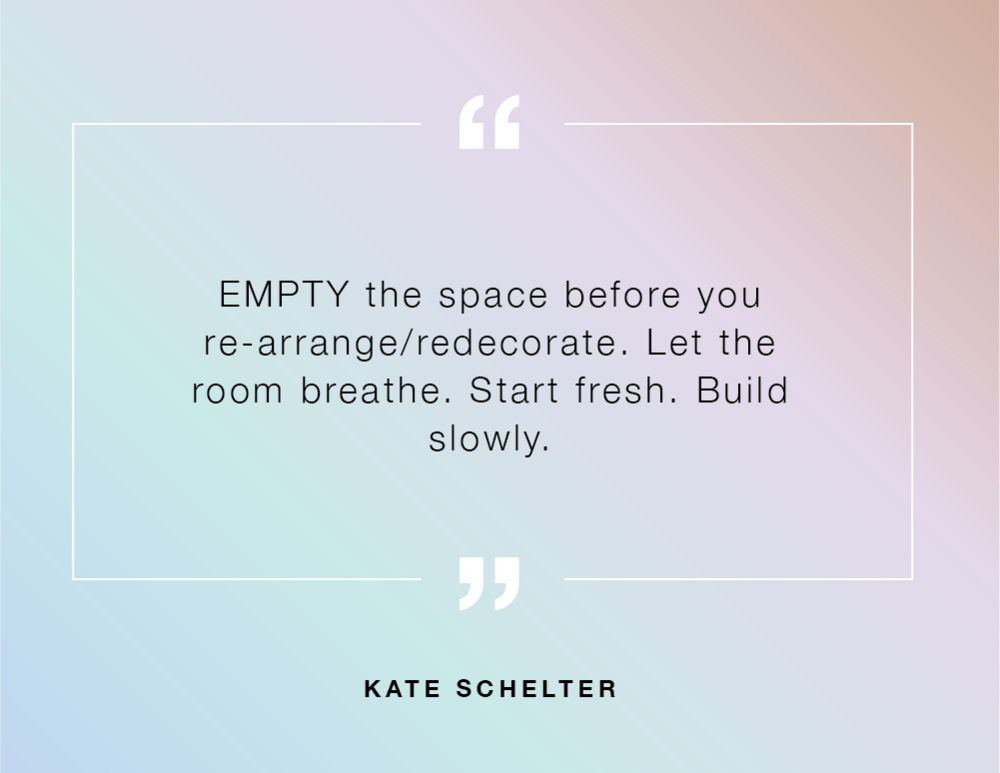 “
EMPTY the space before you
re-arrange/redecorate. Let the
room breathe. Start fresh. Build
slowly.
”
KATE SCHELTER